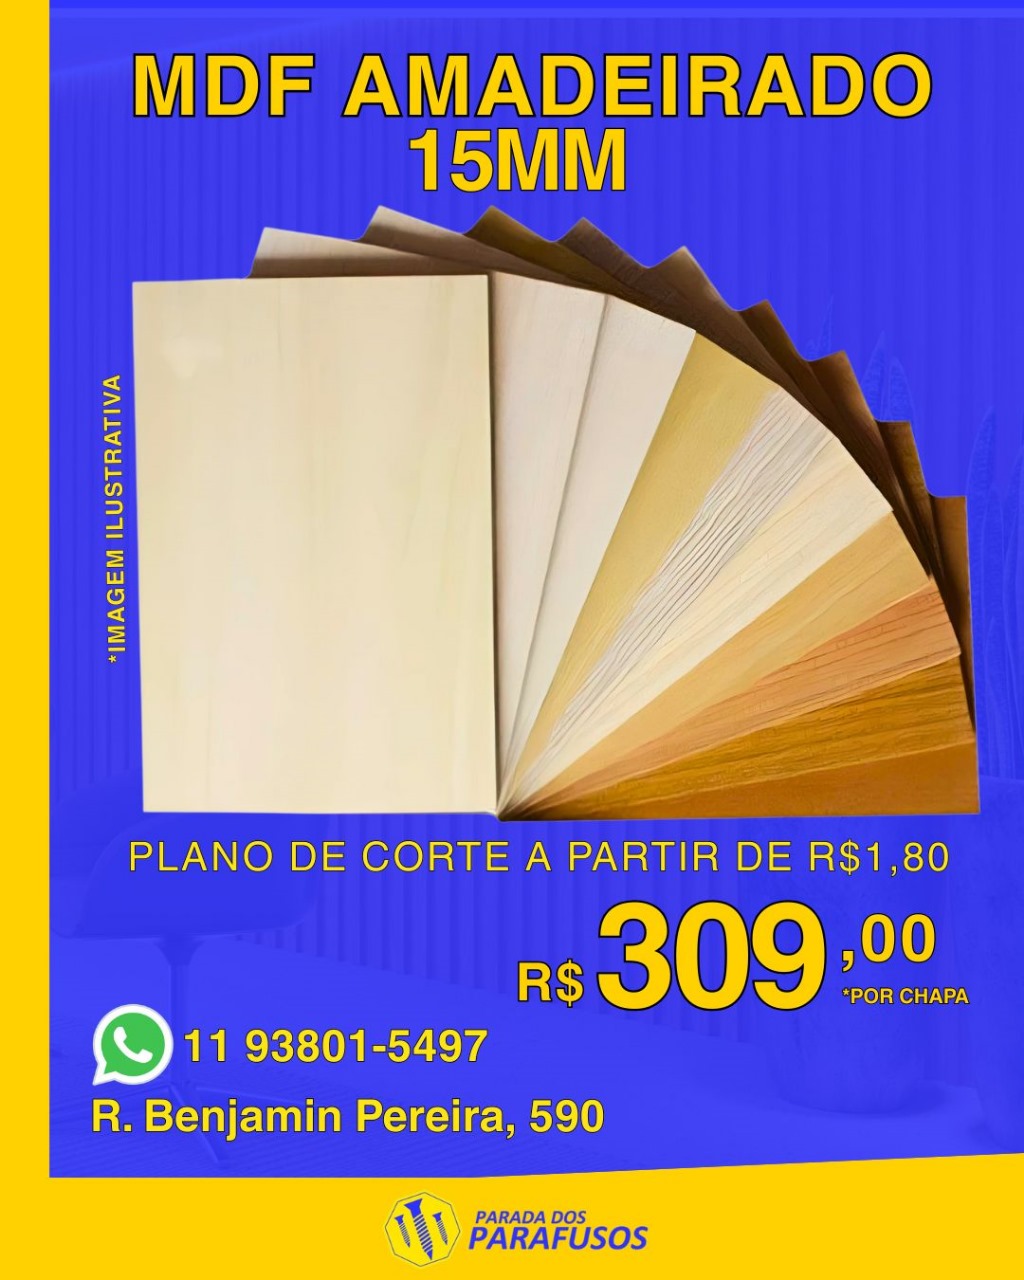 MDF AMADEIRADO
15MM
*IMAGEM ILUSTRATIVA
PLANO DE CORTE A PARTIR DE R$1,80
R$ 309,00
*POR CHAPA
11 93801-5497
R. Benjamin Pereira, 590
PARADA DOS
PARAFUSOS